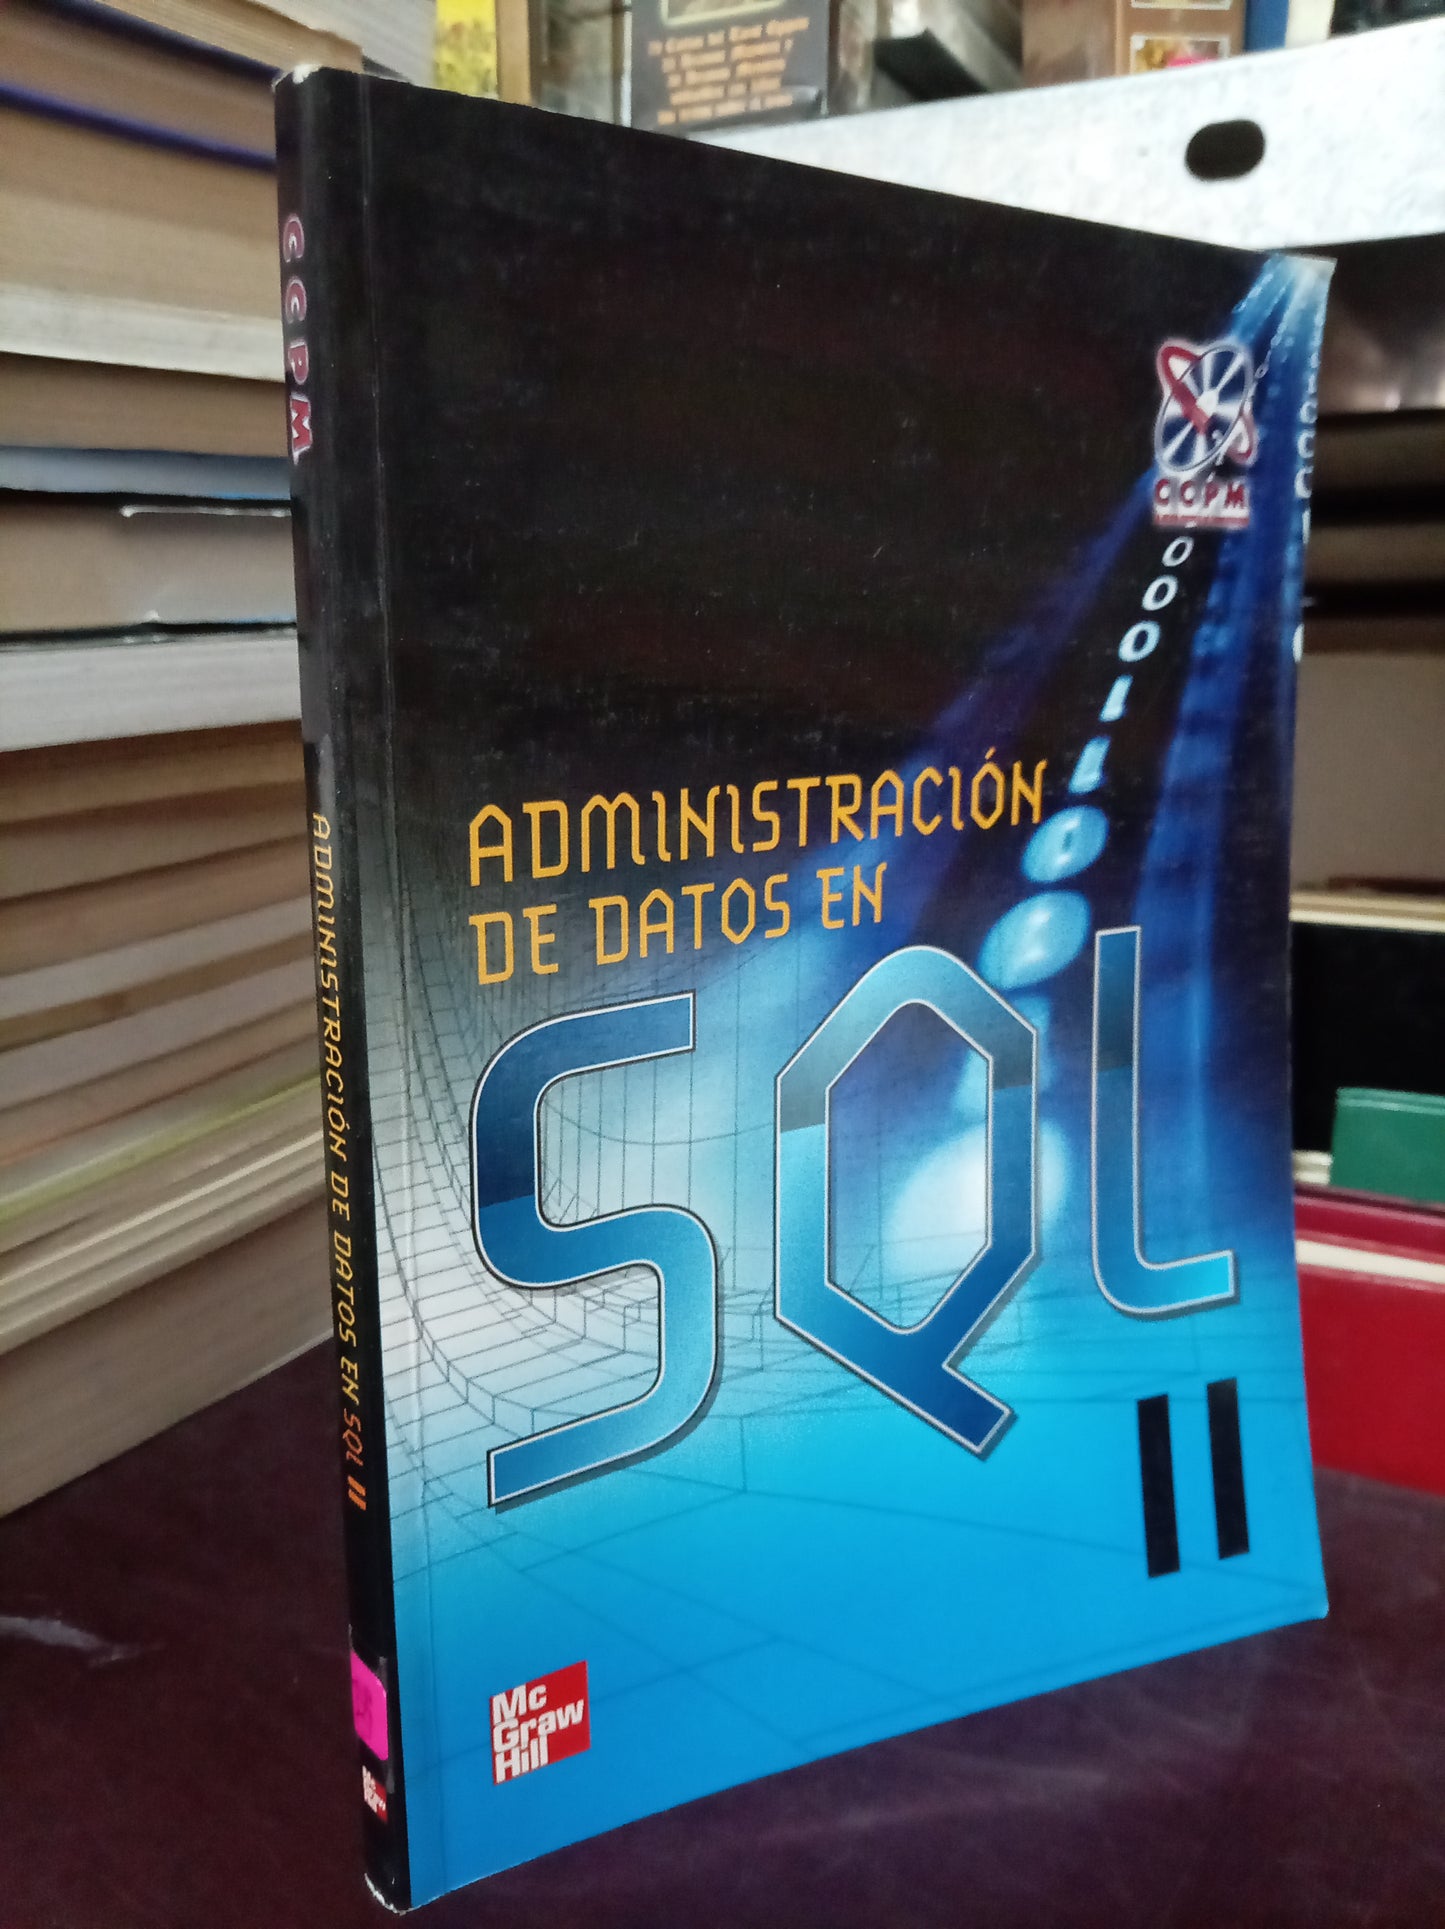 CCPM
ADMINISTRACIÓN
DE DATOS EN
SQL
II
Mc
Graw
Hill
CCPM
ADMINISTRACIÓN DE DATOS EN SQL II